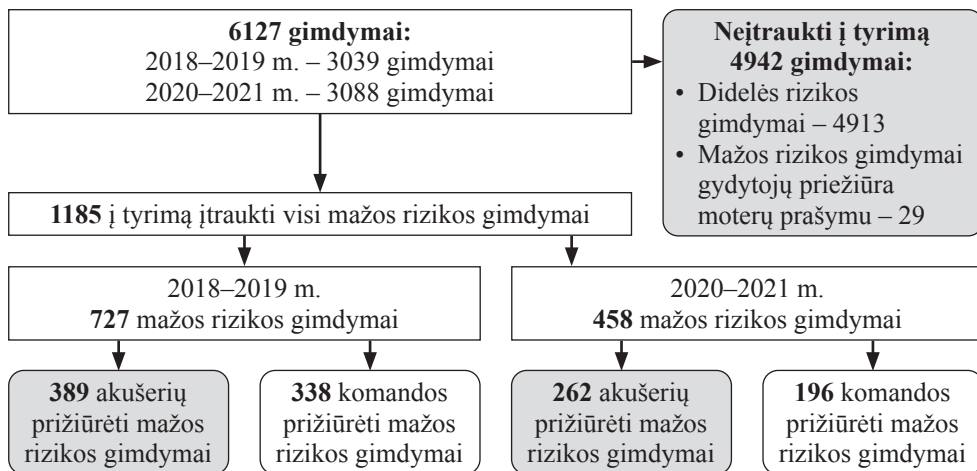 6127 gimdymai:
2018–2019 m. – 3039 gimdymai
2020–2021 m. – 3088 gimdymai
Neįtraukti į tyrimą
4942 gimdymai:
• Didelės rizikos
gimdymai – 4913
• Mažos rizikos gimdymai
gydytojų priežiūra
moterų prašymu – 29
1185 į tyrimą įtraukti visi mažos rizikos gimdymai
2018–2019 m.
727 mažos rizikos gimdymai
2020–2021 m.
458 mažos rizikos gimdymai
389 akušerių
prižiūrėti mažos
rizikos gimdymai
338 komandos
prižiūrėti mažos
rizikos gimdymai
262 akušerių
prižiūrėti mažos
rizikos gimdymai
196 komandos
prižiūrėti mažos
rizikos gimdymai